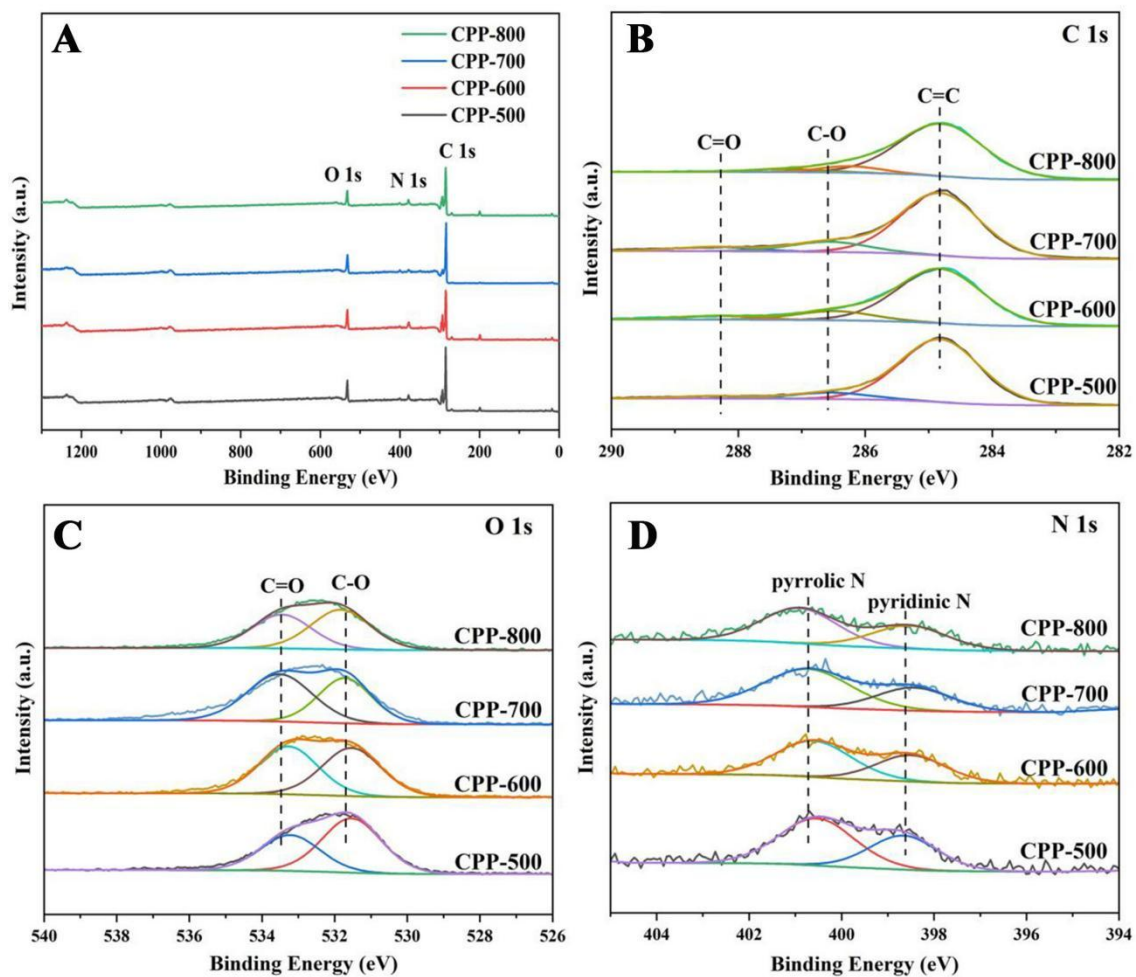 A
CPP-800
CPP-700
CPP-600
CPP-500
C 1s
O 1s
N 1s
Intensity (a.u.)
1200 1000 800 600 400 200 0
Binding Energy (eV)
B
C 1s
C=C
C=O
C-O
CPP-800
CPP-700
CPP-600
CPP-500
Intensity (a.u.)
290 288 286 284 282
Binding Energy (eV)
C
O 1s
C=O
C-O
CPP-800
CPP-700
CPP-600
CPP-500
Intensity (a.u.)
540 538 536 534 532 530 528 526
Binding Energy (eV)
D
N 1s
pyrrolic N
pyridinic N
CPP-800
CPP-700
CPP-600
CPP-500
Intensity (a.u.)
404 402 400 398 396 394
Binding Energy (eV)